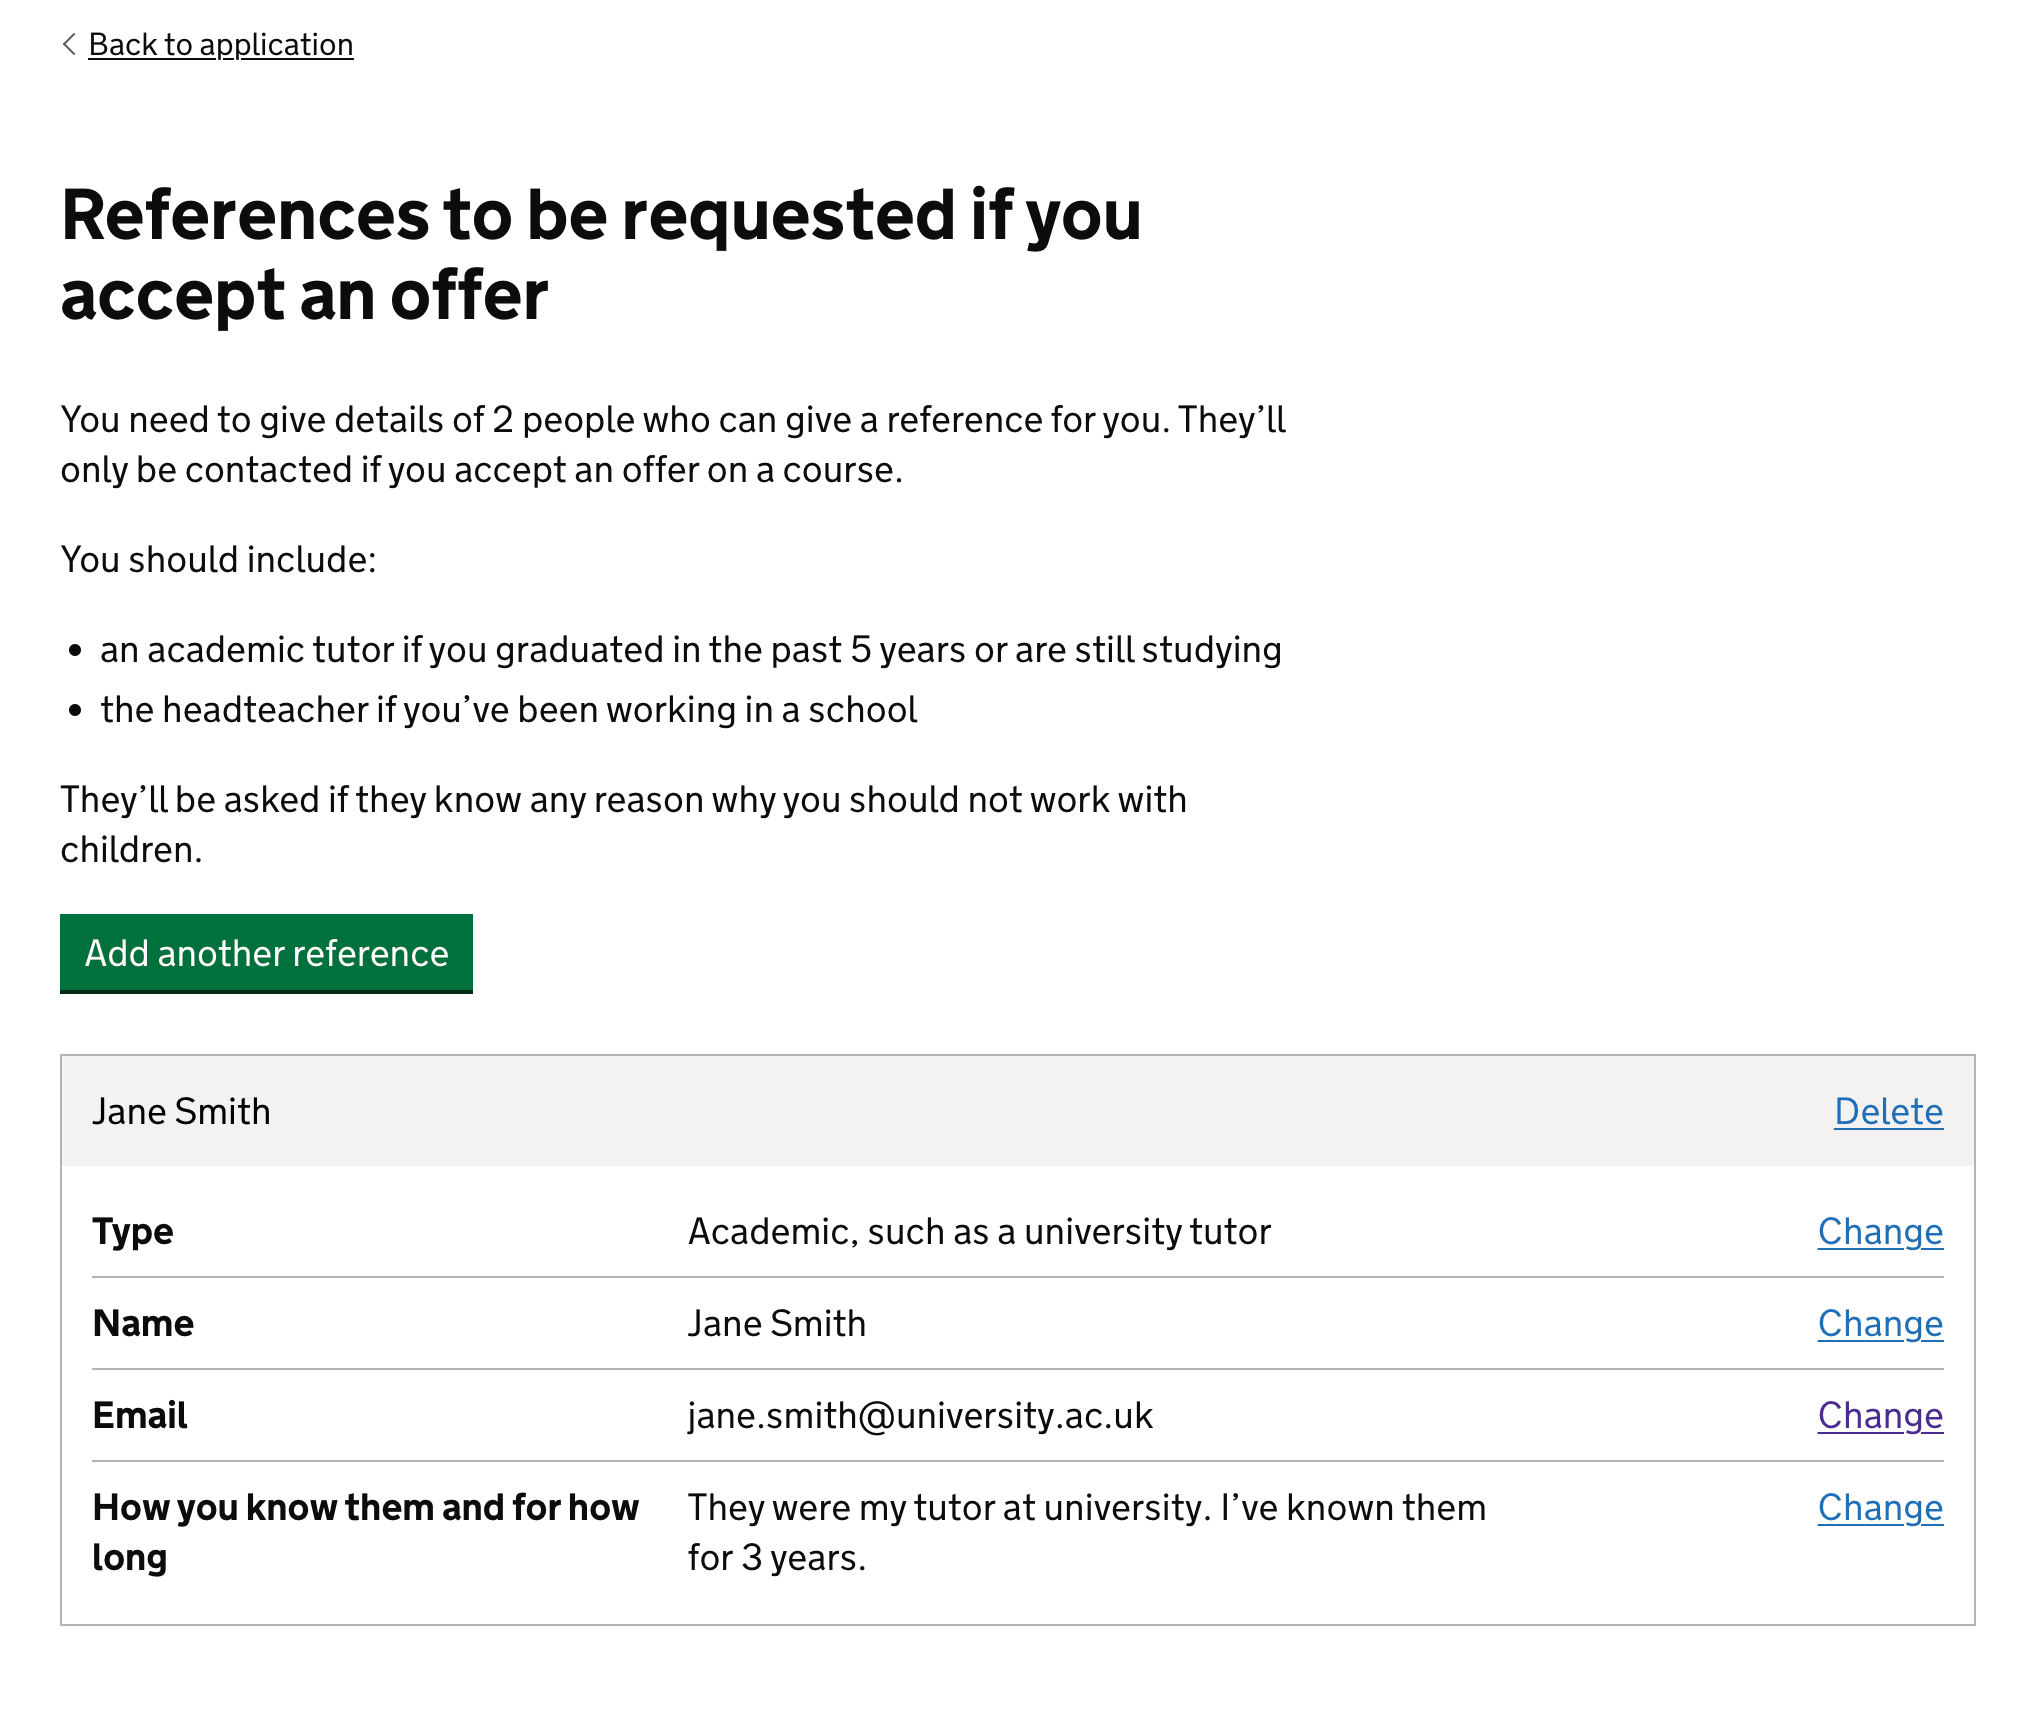 Back to application
References to be requested if you
accept an offer
You need to give details of 2 people who can give a reference for you. They’ll
only be contacted if you accept an offer on a course.
You should include:
• an academic tutor if you graduated in the past 5 years or are still studying
• the headteacher if you’ve been working in a school
They’ll be asked if they know any reason why you should not work with
children.
Add another reference
Jane Smith Delete
Type Academic, such as a university tutor Change
Name Jane Smith Change
Email jane.smith@university.ac.uk Change
How you know them and for how They were my tutor at university. I’ve known them Change
long for 3 years.